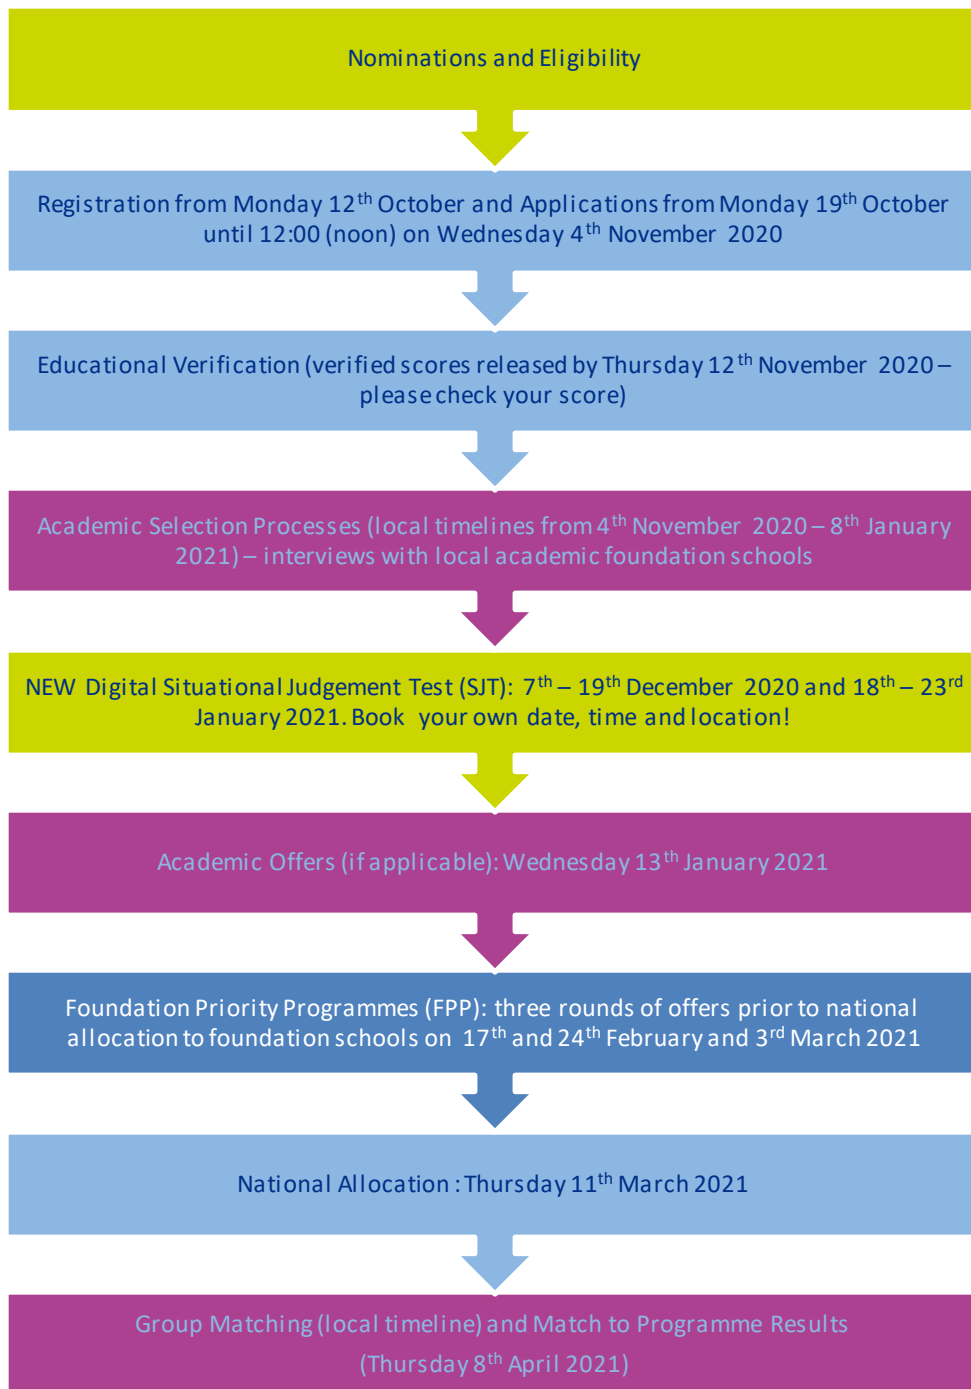 Nominations and Eligibility
Registration from Monday 12th October and Applications from Monday 19th October
until 12:00 (noon) on Wednesday 4th November 2020
Educational Verification (verified scores released by Thursday 12th November 2020 –
please check your score)
Academic Selection Processes (local timelines from 4th November 2020 – 8th January
2021) – interviews with local academic foundation schools
NEW Digital Situational Judgement Test (SJT): 7th – 19th December 2020 and 18th – 23rd
January 2021. Book your own date, time and location!
Academic Offers (if applicable): Wednesday 13th January 2021
Foundation Priority Programmes (FPP): three rounds of offers prior to national
allocation to foundation schools on 17th and 24th February and 3rd March 2021
National Allocation : Thursday 11th March 2021
Group Matching (local timeline) and Match to Programme Results
(Thursday 8th April 2021)